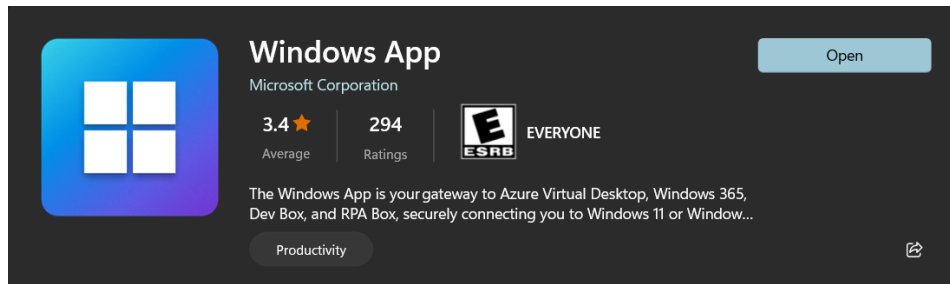 Windows App
Open
Microsoft Corporation
3.4
294
EVERYONE
Average
Ratings
E
ESRB
The Windows App is your gateway to Azure Virtual Desktop, Windows 365,
Dev Box, and RPA Box, securely connecting you to Windows 11 or Window...
Productivity